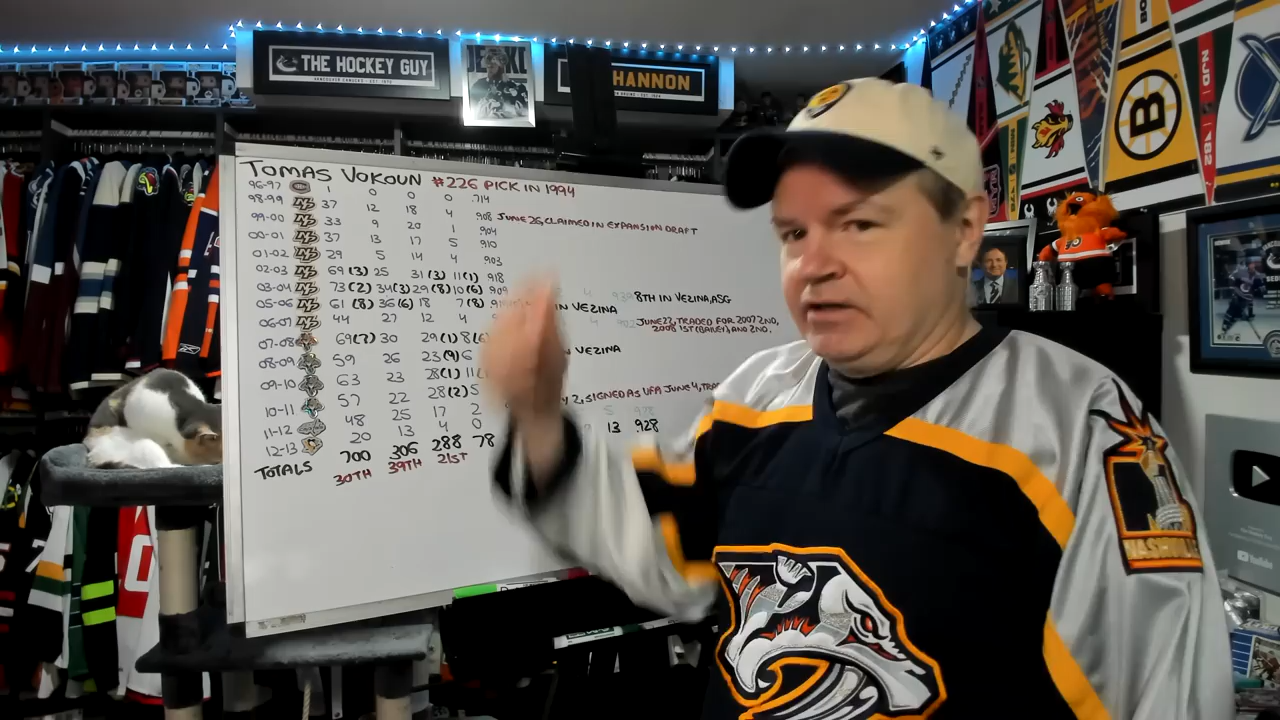 THE HOCKEY GUY
HANNON
TOMAS VOKOUN #226 PICK IN 1994
96-97 1 0 0 0 .714
98-99 37 12 18 4 .908 JUNE 26, CLAIMED IN EXPANSION DRAFT
99-00 33 9 20 1 .904
00-01 37 13 17 5 .910
01-02 29 5 14 4 .903
02-03 69 (3) 25 31 (3) 11 (1) .918
03-04 73 (2) 34 (3) 29 (8) 10 (6) .909 8TH IN VEZINA, ASG
05-06 61 (8) 36 (6) 18 7 (8) IN VEZINA
06-07 44 27 12 4 JUNE 22, TRADED FOR 2007 2ND,
2008 1ST (BAILEY) AND 2ND.
07-08 69 (7) 30 29 (1) 8
08-09 59 26 23 (9) 6 VEZINA
09-10 63 23 28 (1) 11
10-11 57 22 28 (2) 5 2, SIGNED AS UFA JUNE 4,
11-12 48 25 17 2
12-13 20 13 4 0 13 .928
TOTALS 700 306 288 78
30TH 39TH 21ST
B
NJD
1982
NASHVILLE
YouTube